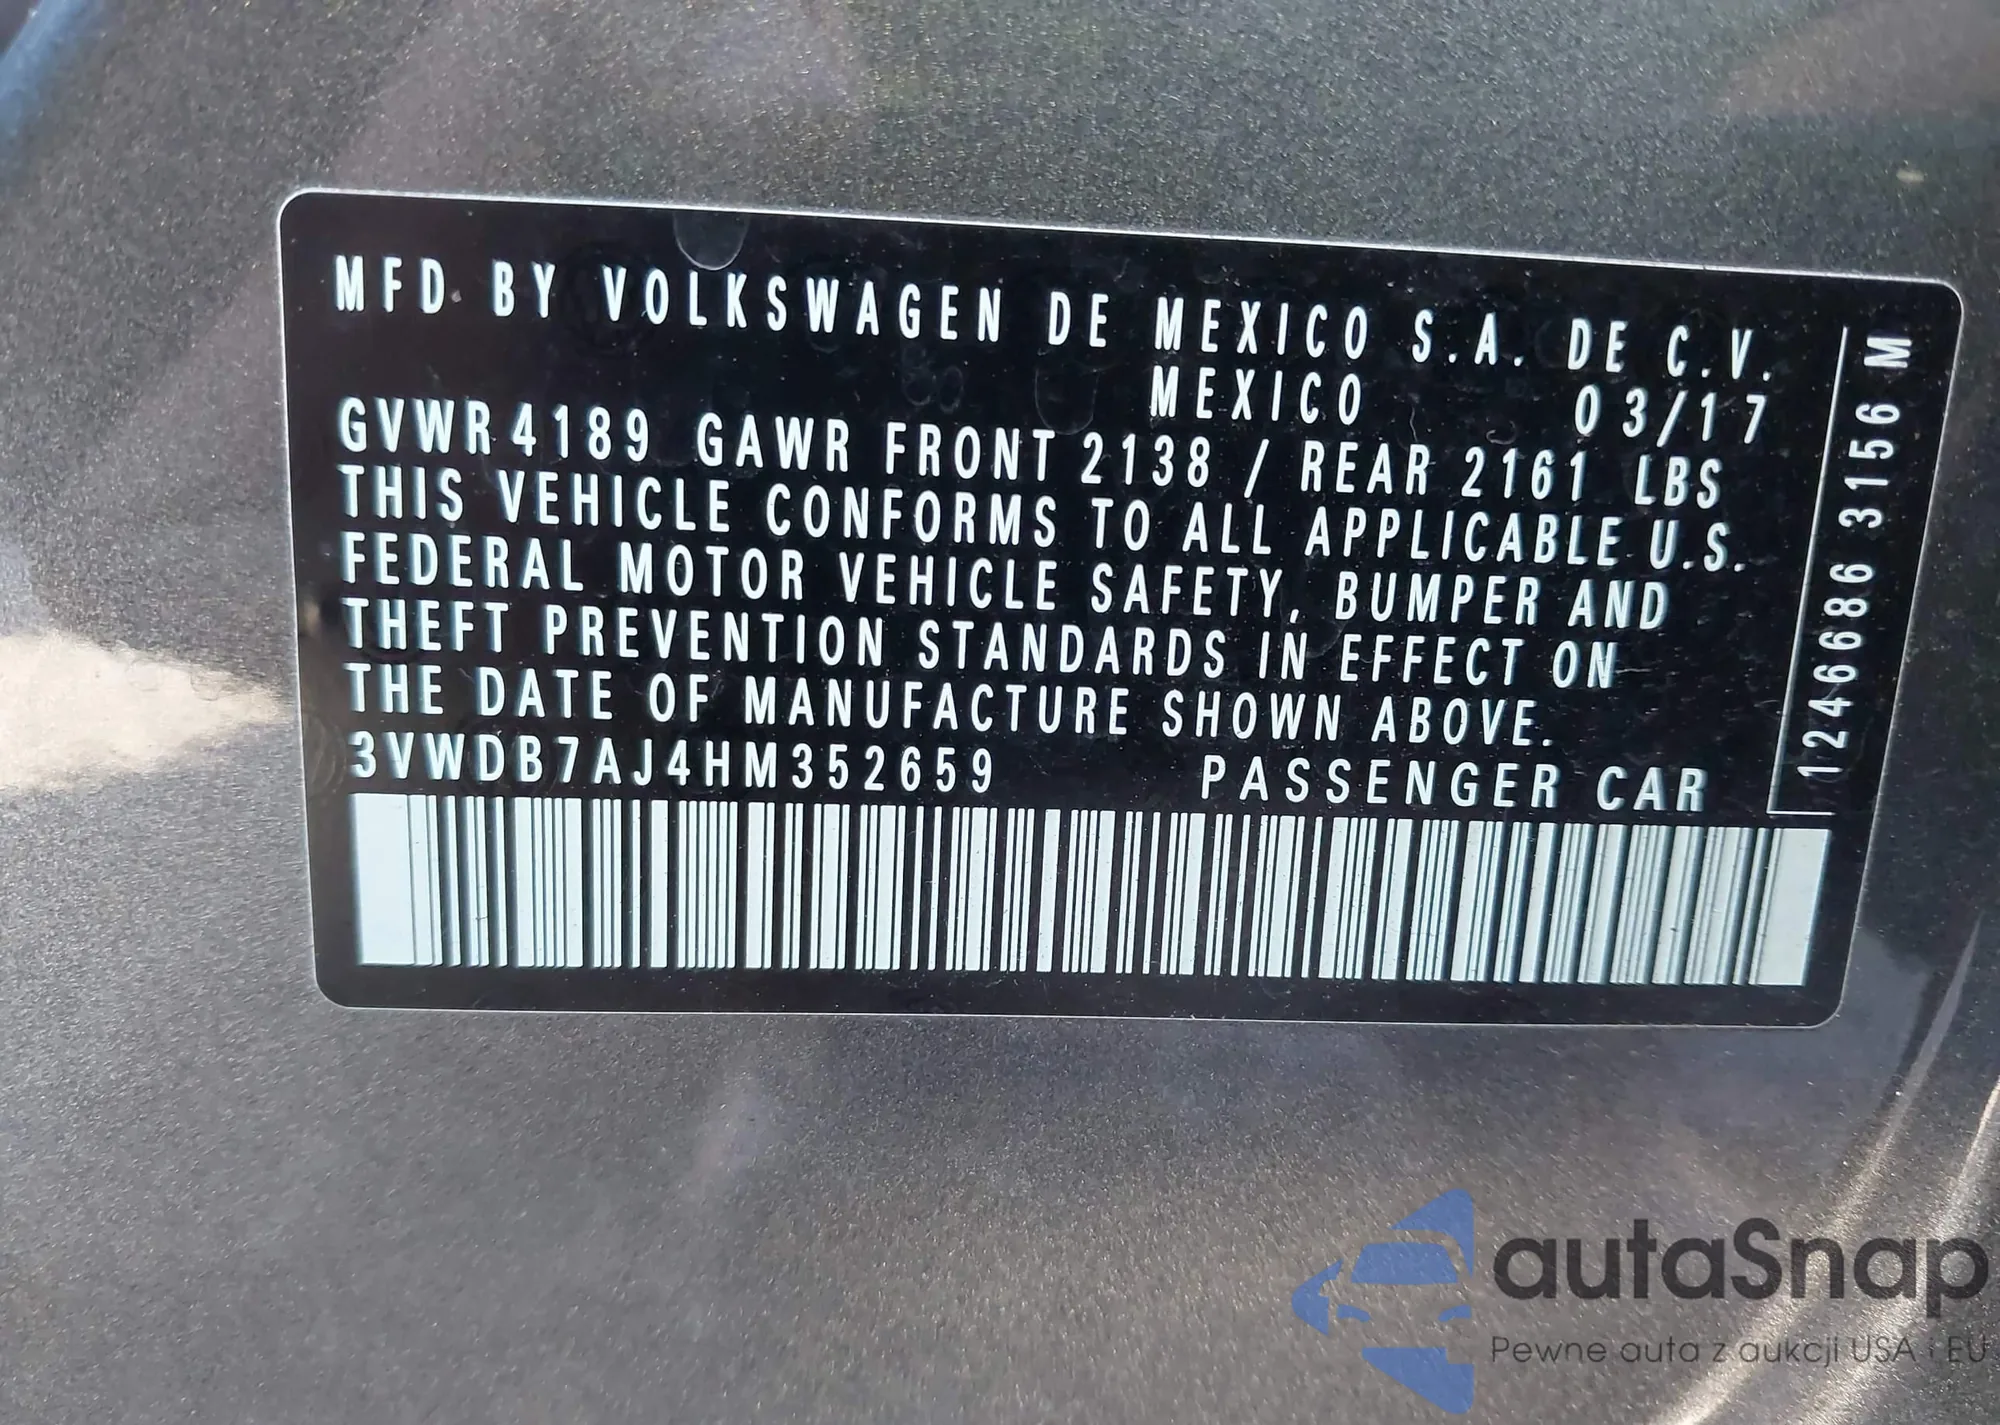 MFD. BY VOLKSWAGEN DE MEXICO S.A. DE C.V.
MEXICO 03/17
GVWR 4189 GAWR FRONT 2138 / REAR 2161 LBS
THIS VEHICLE CONFORMS TO ALL APPLICABLE U.S.
FEDERAL MOTOR VEHICLE SAFETY, BUMPER AND
THEFT PREVENTION STANDARDS IN EFFECT ON
THE DATE OF MANUFACTURE SHOWN ABOVE.
3VWDB7AJ4HM352659 PASSENGER CAR
1246686 3156 M
autaSnap
Pewne auta z aukcji USA i EU